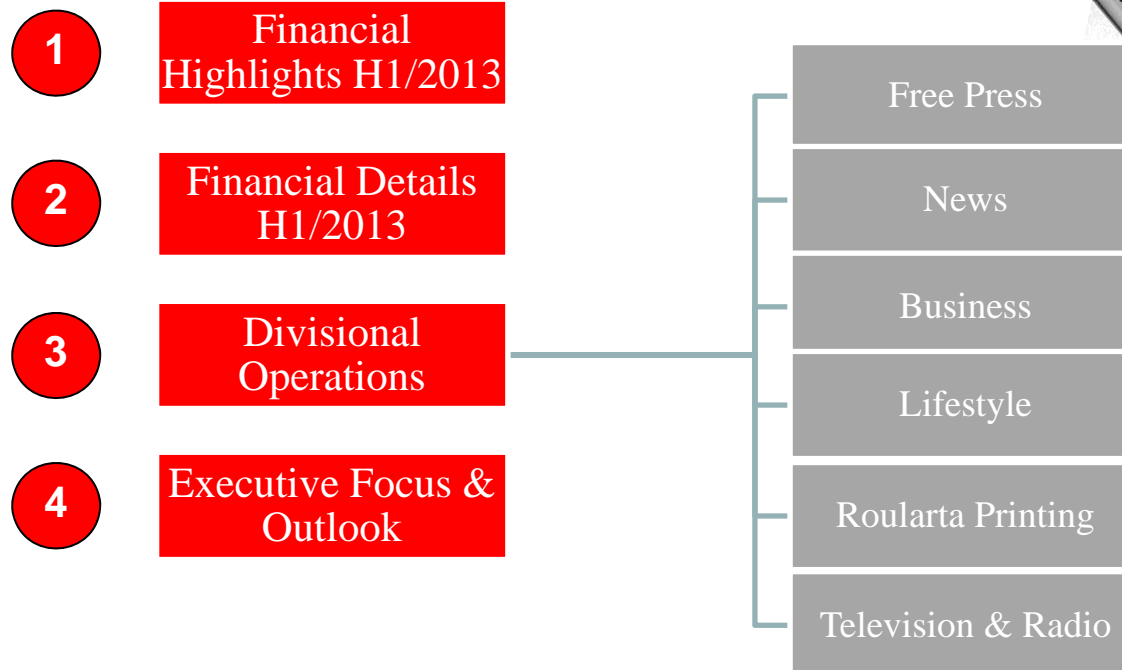 1
Financial
Highlights H1/2013
2
Financial Details
H1/2013
3
Divisional
Operations
4
Executive Focus &
Outlook
Free Press
News
Business
Lifestyle
Roularta Printing
Television & Radio